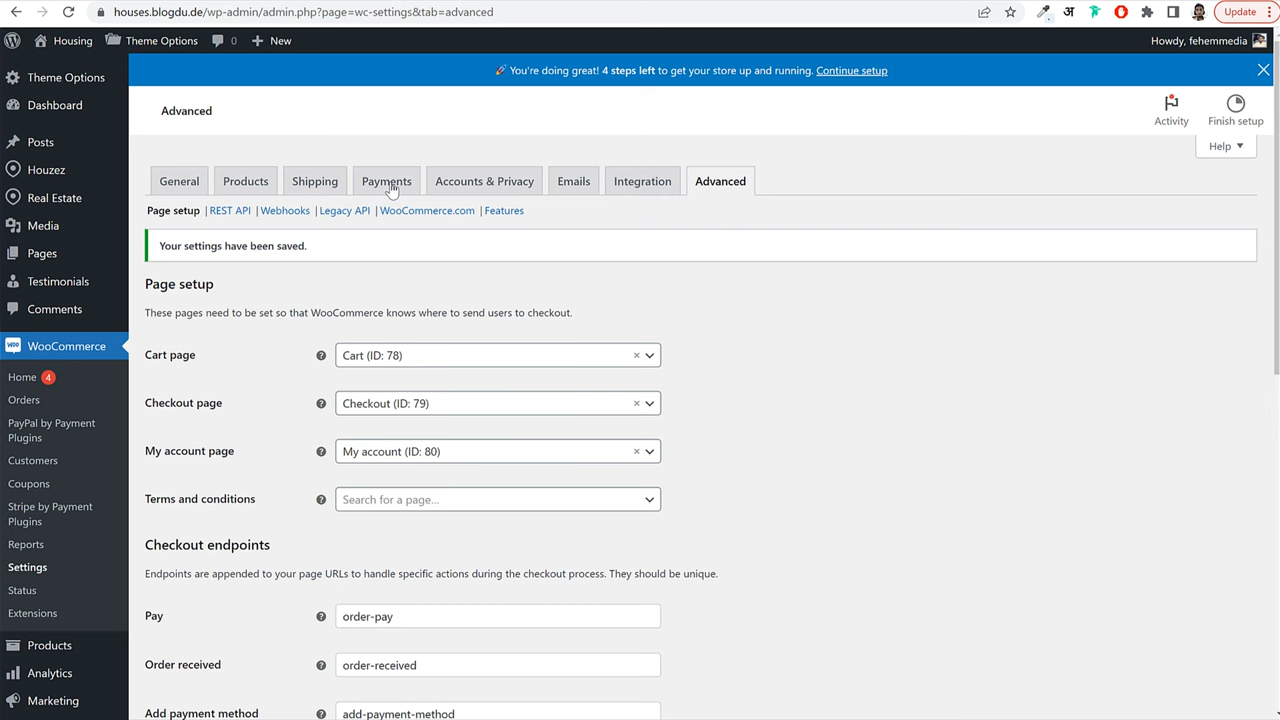 houses.blogdu.de/wp-admin/admin.php?page=wc-settings&tab=advanced
अ
Update
Housing
Theme Options
0
New
Howdy, fehemmedia
Theme Options
Dashboard
Posts
Houzez
Real Estate
Media
Pages
Testimonials
Comments
WooCommerce
Home 4
Orders
PayPal by Payment
Plugins
Customers
Coupons
Stripe by Payment
Plugins
Reports
Settings
Status
Extensions
Products
Analytics
Marketing
🚀 You're doing great! 4 steps left to get your store up and running. Continue setup
Advanced
Activity
Finish setup
Help
General
Products
Shipping
Payments
Accounts & Privacy
Emails
Integration
Advanced
Page setup | REST API | Webhooks | Legacy API | WooCommerce.com | Features
Your settings have been saved.
Page setup
These pages need to be set so that WooCommerce knows where to send users to checkout.
Cart page ? Cart (ID: 78) ×
Checkout page ? Checkout (ID: 79) ×
My account page ? My account (ID: 80) ×
Terms and conditions ? Search for a page...
Checkout endpoints
Endpoints are appended to your page URLs to handle specific actions during the checkout process. They should be unique.
Pay ? order-pay
Order received ? order-received
Add payment method ? add-payment-method